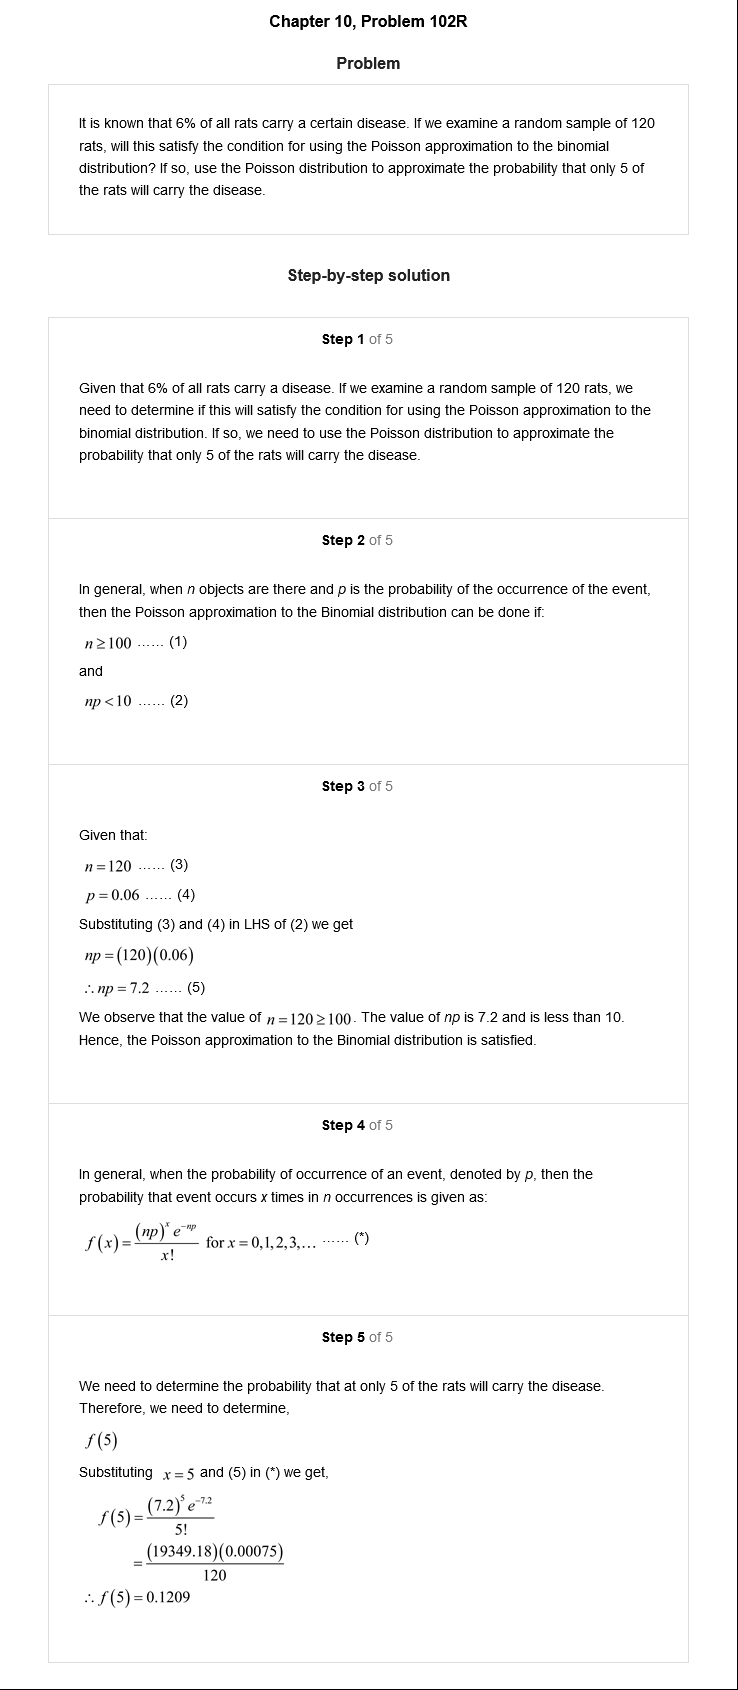 Chapter 10, Problem 102R
Problem
It is known that 6% of all rats carry a certain disease. If we examine a random sample of 120
rats, will this satisfy the condition for using the Poisson approximation to the binomial
distribution? If so, use the Poisson distribution to approximate the probability that only 5 of
the rats will carry the disease.
Step-by-step solution
Step 1 of 5
Given that 6% of all rats carry a disease. If we examine a random sample of 120 rats, we
need to determine if this will satisfy the condition for using the Poisson approximation to the
binomial distribution. If so, we need to use the Poisson distribution to approximate the
probability that only 5 of the rats will carry the disease.
Step 2 of 5
In general, when n objects are there and p is the probability of the occurrence of the event,
then the Poisson approximation to the Binomial distribution can be done if:
n ≥ 100 ...... (1)
and
np < 10 ...... (2)
Step 3 of 5
Given that:
n = 120 ...... (3)
p = 0.06 ...... (4)
Substituting (3) and (4) in LHS of (2) we get
np = (120)(0.06)
∴ np = 7.2 ...... (5)
We observe that the value of n = 120 ≥ 100. The value of np is 7.2 and is less than 10.
Hence, the Poisson approximation to the Binomial distribution is satisfied.
Step 4 of 5
In general, when the probability of occurrence of an event, denoted by p, then the
probability that event occurs x times in n occurrences is given as:
f(x) = (np)^x e^(-np) / x! for x = 0,1,2,3,... ...... (*)
Step 5 of 5
We need to determine the probability that at only 5 of the rats will carry the disease.
Therefore, we need to determine,
f(5)
Substituting x = 5 and (5) in (*) we get,
f(5) = (7.2)^5 e^(-7.2) / 5!
= (19349.18)(0.00075) / 120
∴ f(5) = 0.1209